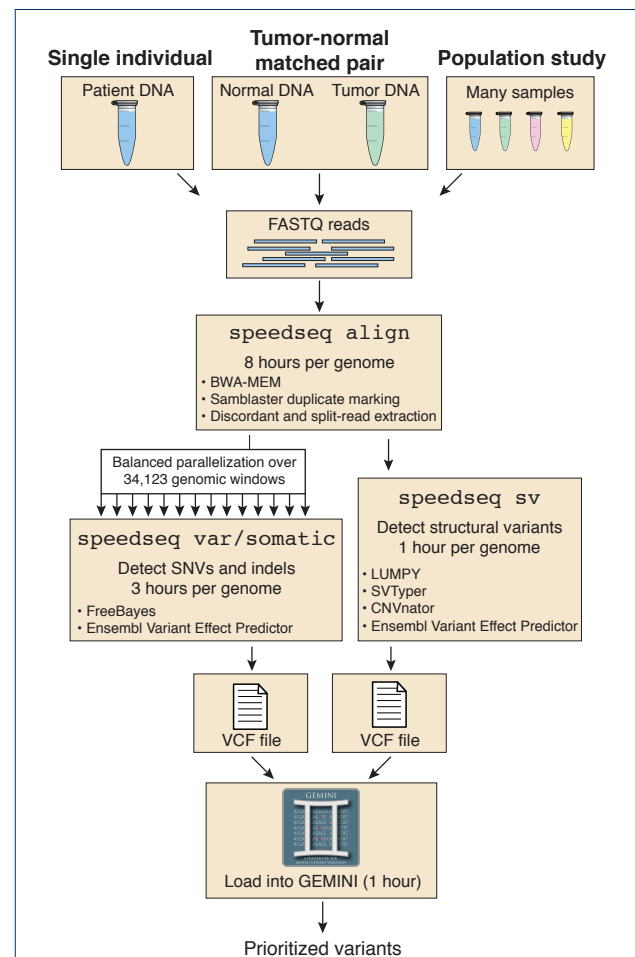 Single individual
Tumor-normal
matched pair
Population study
Patient DNA
Normal DNA
Tumor DNA
Many samples
FASTQ reads
speedseq align
8 hours per genome
• BWA-MEM
• Samblaster duplicate marking
• Discordant and split-read extraction
Balanced parallelization over
34,123 genomic windows
speedseq var/somatic
Detect SNVs and indels
3 hours per genome
• FreeBayes
• Ensembl Variant Effect Predictor
speedseq sv
Detect structural variants
1 hour per genome
• LUMPY
• SVTyper
• CNVnator
• Ensembl Variant Effect Predictor
VCF file
VCF file
GEMINI
Load into GEMINI (1 hour)
Prioritized variants